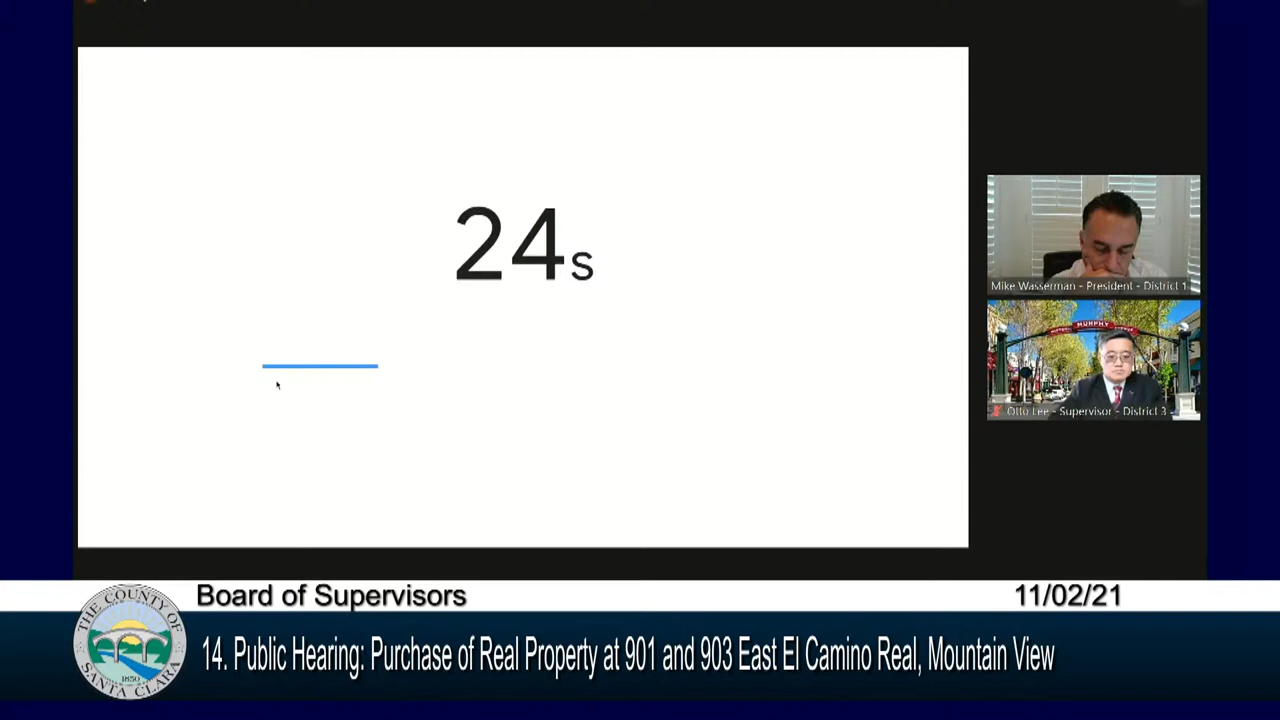 24s
Mike Wasserman - President - District 1
MURPHY
Otto Lee - Supervisor - District 3
Board of Supervisors
11/02/21
THE COUNTY OF
SANTA CLARA
1850
14. Public Hearing: Purchase of Real Property at 901 and 903 East El Camino Real, Mountain View